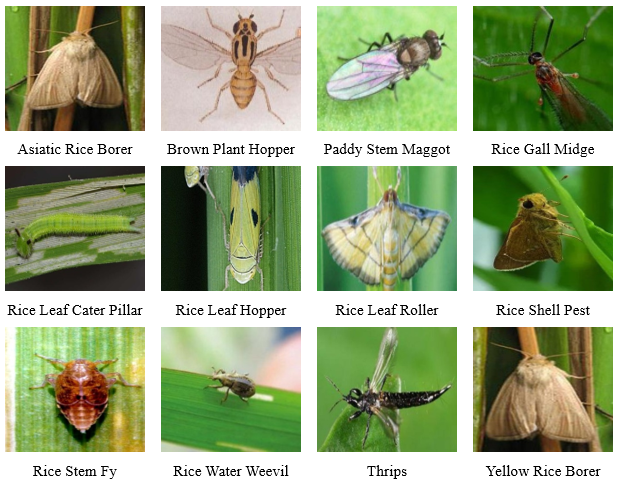 Asiatic Rice Borer
Brown Plant Hopper
Paddy Stem Maggot
Rice Gall Midge
Rice Leaf Cater Pillar
Rice Leaf Hopper
Rice Leaf Roller
Rice Shell Pest
Rice Stem Fy
Rice Water Weevil
Thrips
Yellow Rice Borer